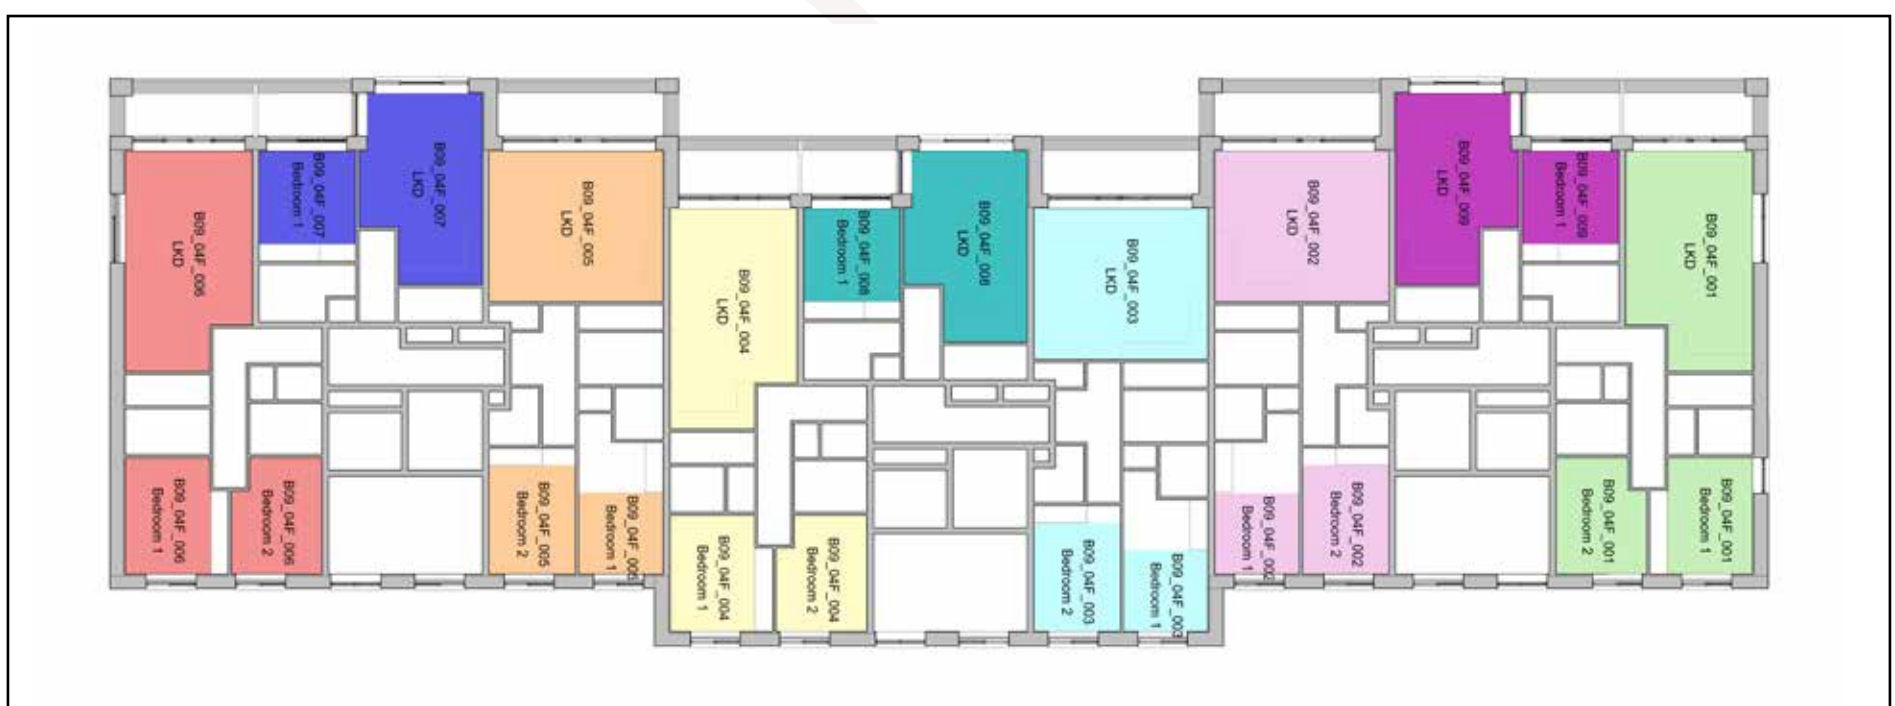 B09_04F_006
LKD
B09_04F_007
Bedroom 1
B09_04F_007
LKD
B09_04F_005
LKD
B09_04F_004
LKD
B09_04F_008
Bedroom 1
B09_04F_008
LKD
B09_04F_003
LKD
B09_04F_002
LKD
B09_04F_009
LKD
B09_04F_009
Bedroom 1
B09_04F_001
LKD
B09_04F_006
Bedroom 1
B09_04F_006
Bedroom 2
B09_04F_005
Bedroom 2
B09_04F_005
Bedroom 1
B09_04F_004
Bedroom 1
B09_04F_004
Bedroom 2
B09_04F_003
Bedroom 2
B09_04F_003
Bedroom 1
B09_04F_002
Bedroom 1
B09_04F_002
Bedroom 2
B09_04F_001
Bedroom 2
B09_04F_001
Bedroom 1